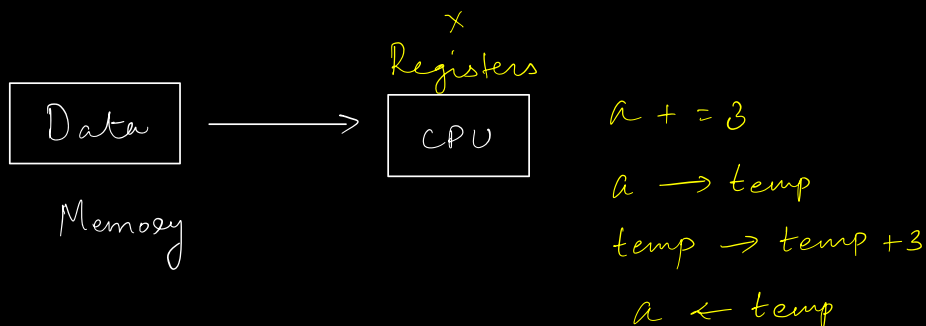 x
Registers
Data
CPU
Memory
a + = 3
a → temp
temp → temp + 3
a ← temp